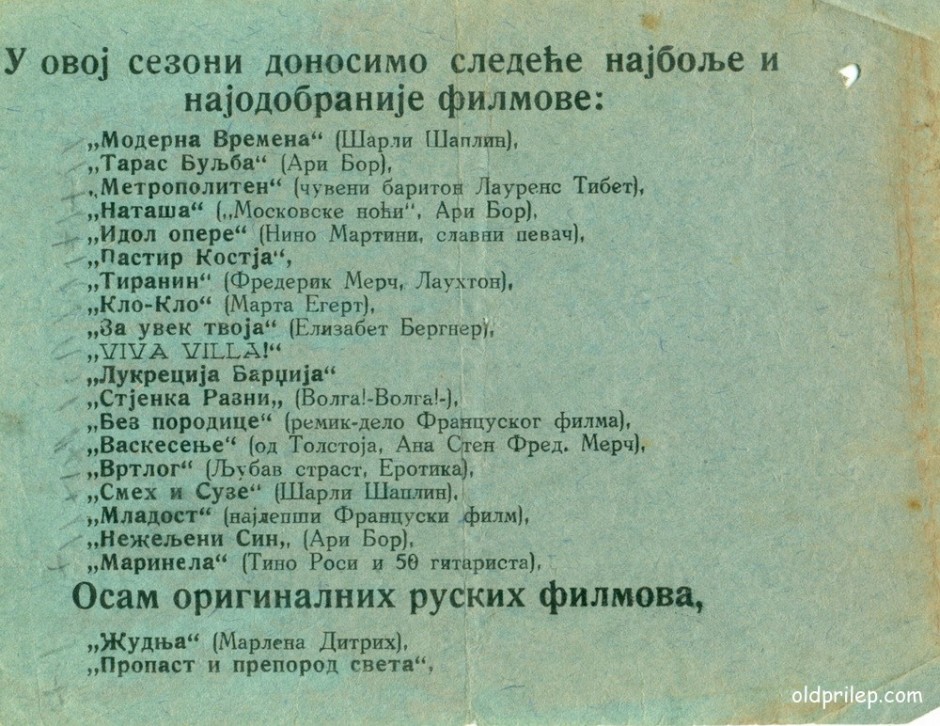 У овој сезони доносимо следеће најбоље и
најодобраније филмове:
„Модерна Времена“ (Шарли Шаплин),
„Тарас Буљба“ (Ари Бор),
„Метрополитен“ (чувени баритон Лауренс Тибет),
„Наташа“ („Московске ноћи“, Ари Бор),
„Идол опере“ (Нино Мартини, славни певач),
„Пастир Костја“,
„Тиранин“ (Фредерик Мерч, Лаухтон),
„Кло-Кло“ (Марта Егерт),
„За увек твоја“ (Елизабет Бергнер),
„VIVA VILLA!“
„Лукреција Барџија“
„Стјенка Разни„ (Волга!-Волга!-),
„Без породице“ (ремик-дело Француског филма),
„Васкесење“ (од Толстоја, Ана Стен Фред. Мерч),
„Вртлог“ (Љубав страст, Еротика),
„Смех и Сузе“ (Шарли Шаплин),
„Младост“ (најлепши Француски филм),
„Нежељени Син„ (Ари Бор),
„Маринела“ (Тино Роси и 50 гитариста),
Осам оригиналних руских филмова,
„Жудња“ (Марлена Дитрих),
„Пропаст и препород света“,
oldprilep.com